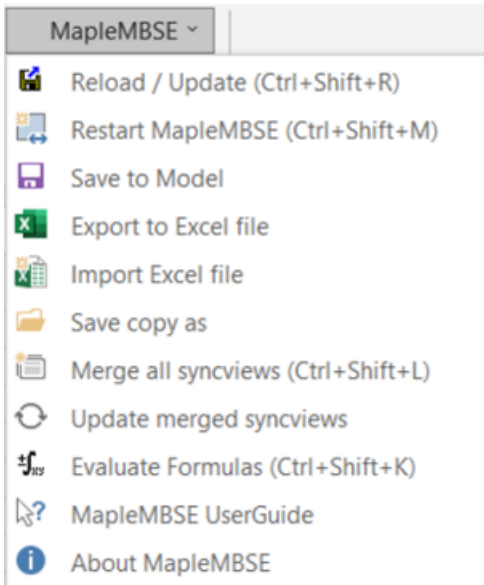 MapleMBSE
Reload / Update (Ctrl+Shift+R)
Restart MapleMBSE (Ctrl+Shift+M)
Save to Model
Export to Excel file
Import Excel file
Save copy as
Merge all syncviews (Ctrl+Shift+L)
Update merged syncviews
Evaluate Formulas (Ctrl+Shift+K)
MapleMBSE UserGuide
About MapleMBSE